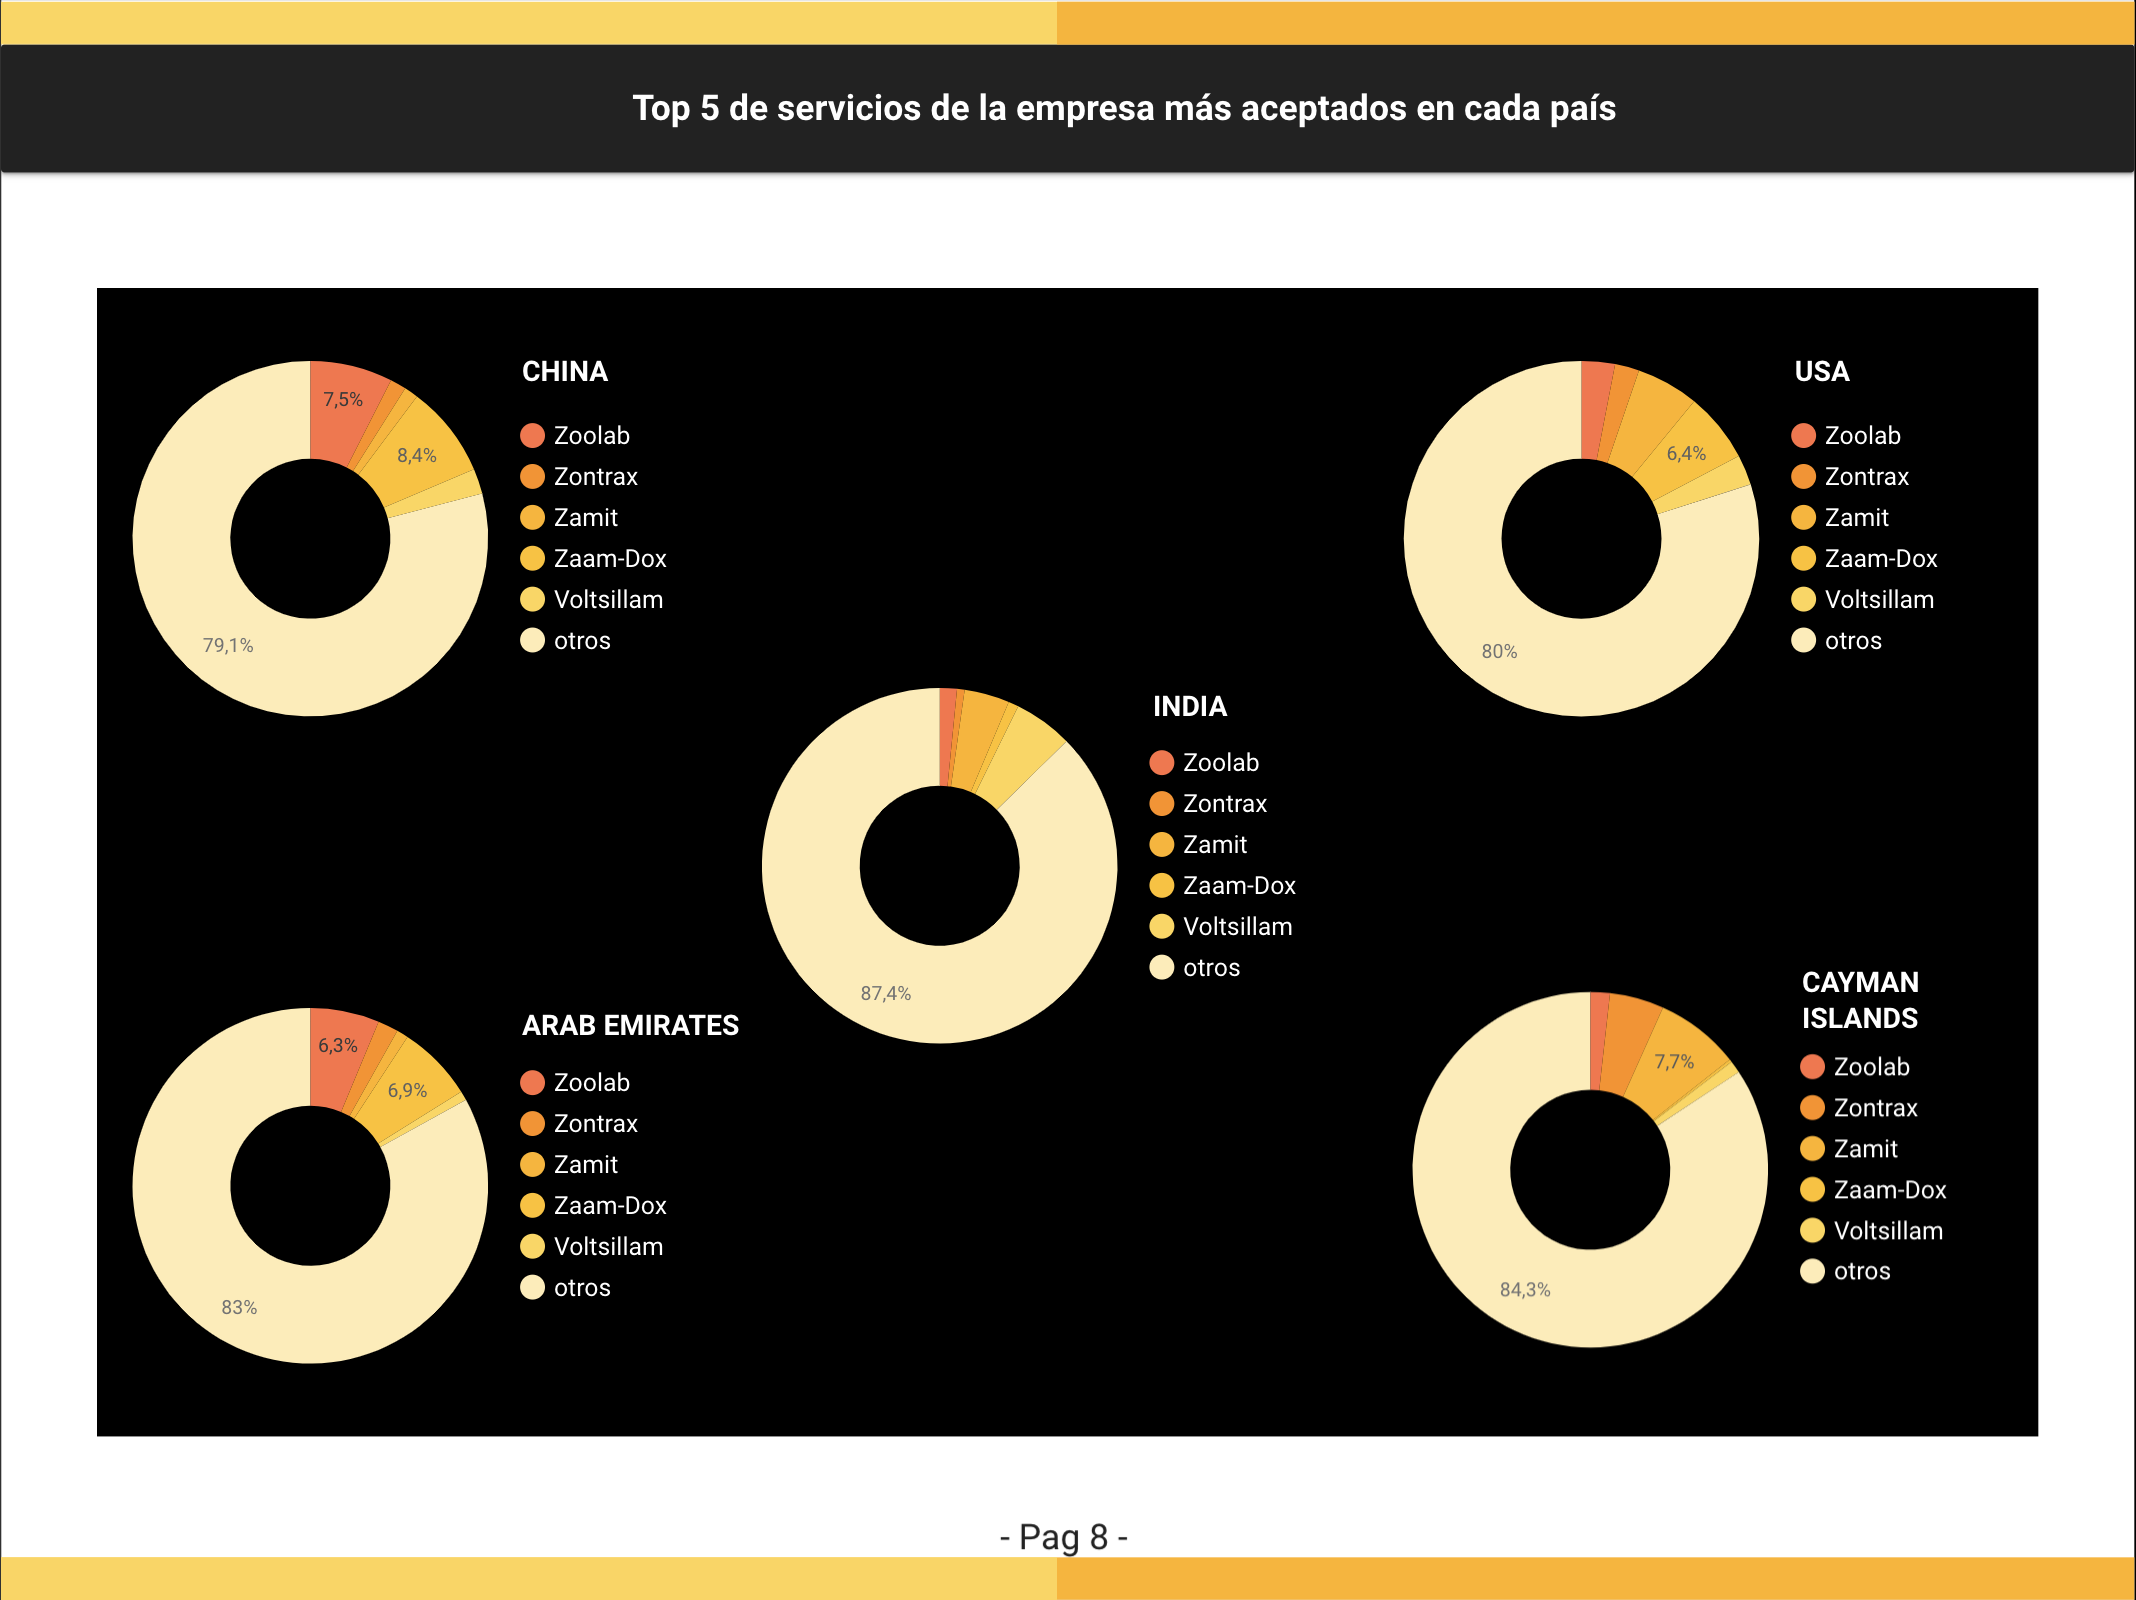 Top 5 de servicios de la empresa más aceptados en cada país
CHINA
7,5%
8,4%
79,1%
Zoolab
Zontrax
Zamit
Zaam-Dox
Voltsillam
otros
USA
6,4%
80%
Zoolab
Zontrax
Zamit
Zaam-Dox
Voltsillam
otros
INDIA
87,4%
Zoolab
Zontrax
Zamit
Zaam-Dox
Voltsillam
otros
ARAB EMIRATES
6,3%
6,9%
83%
Zoolab
Zontrax
Zamit
Zaam-Dox
Voltsillam
otros
CAYMAN
ISLANDS
7,7%
84,3%
Zoolab
Zontrax
Zamit
Zaam-Dox
Voltsillam
otros
- Pag 8 -